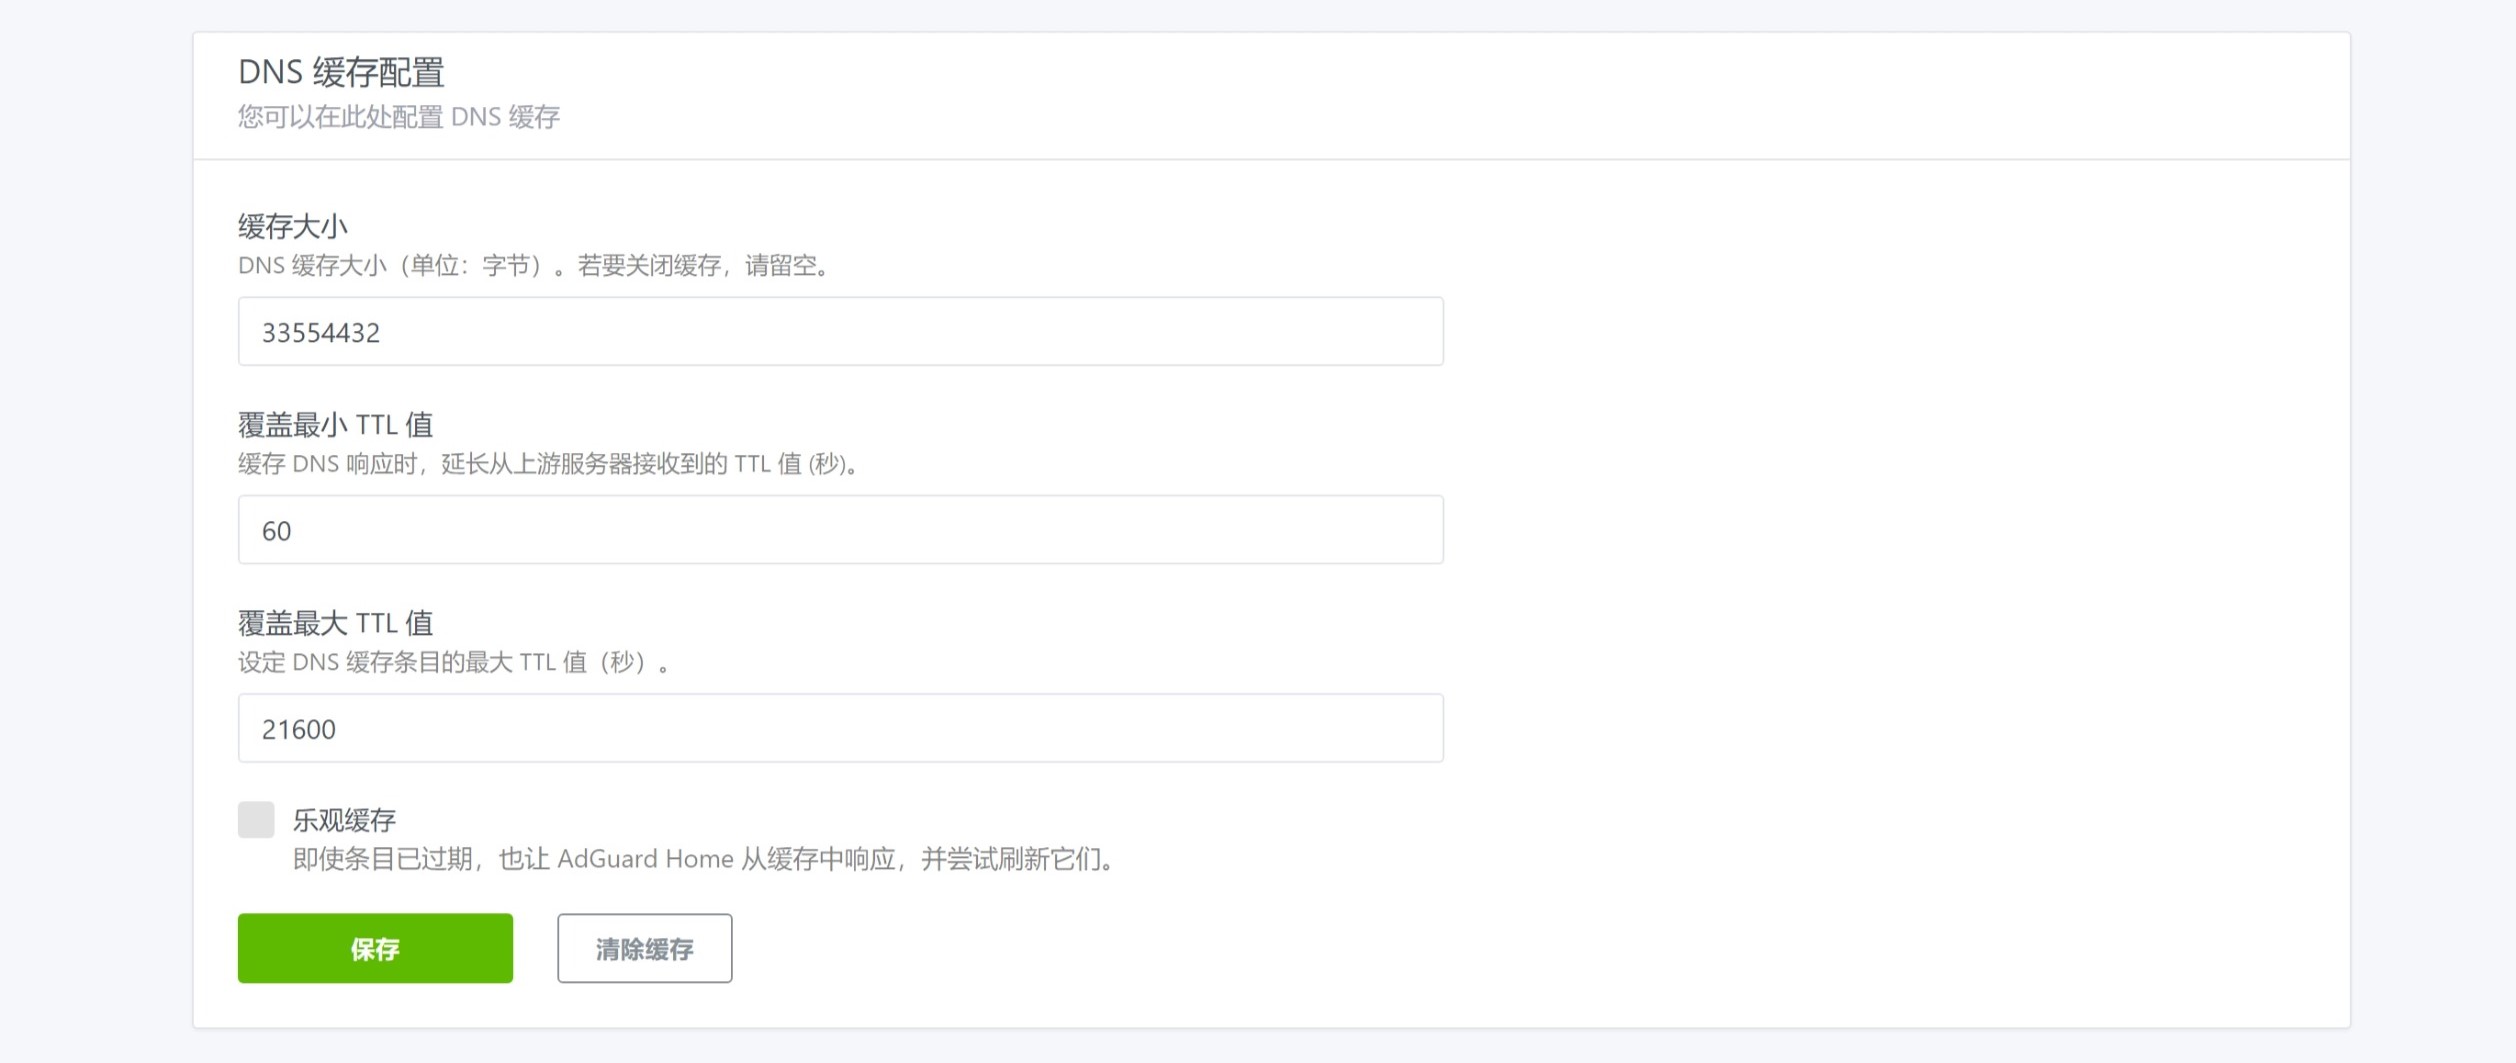 DNS 缓存配置
您可以在此处配置 DNS 缓存
缓存大小
DNS 缓存大小（单位：字节）。若要关闭缓存，请留空。
33554432
覆盖最小 TTL 值
缓存 DNS 响应时，延长从上游服务器接收到的 TTL 值 (秒)。
60
覆盖最大 TTL 值
设定 DNS 缓存条目的最大 TTL 值（秒）。
21600
乐观缓存
即使条目已过期，也让 AdGuard Home 从缓存中响应，并尝试刷新它们。
保存
清除缓存